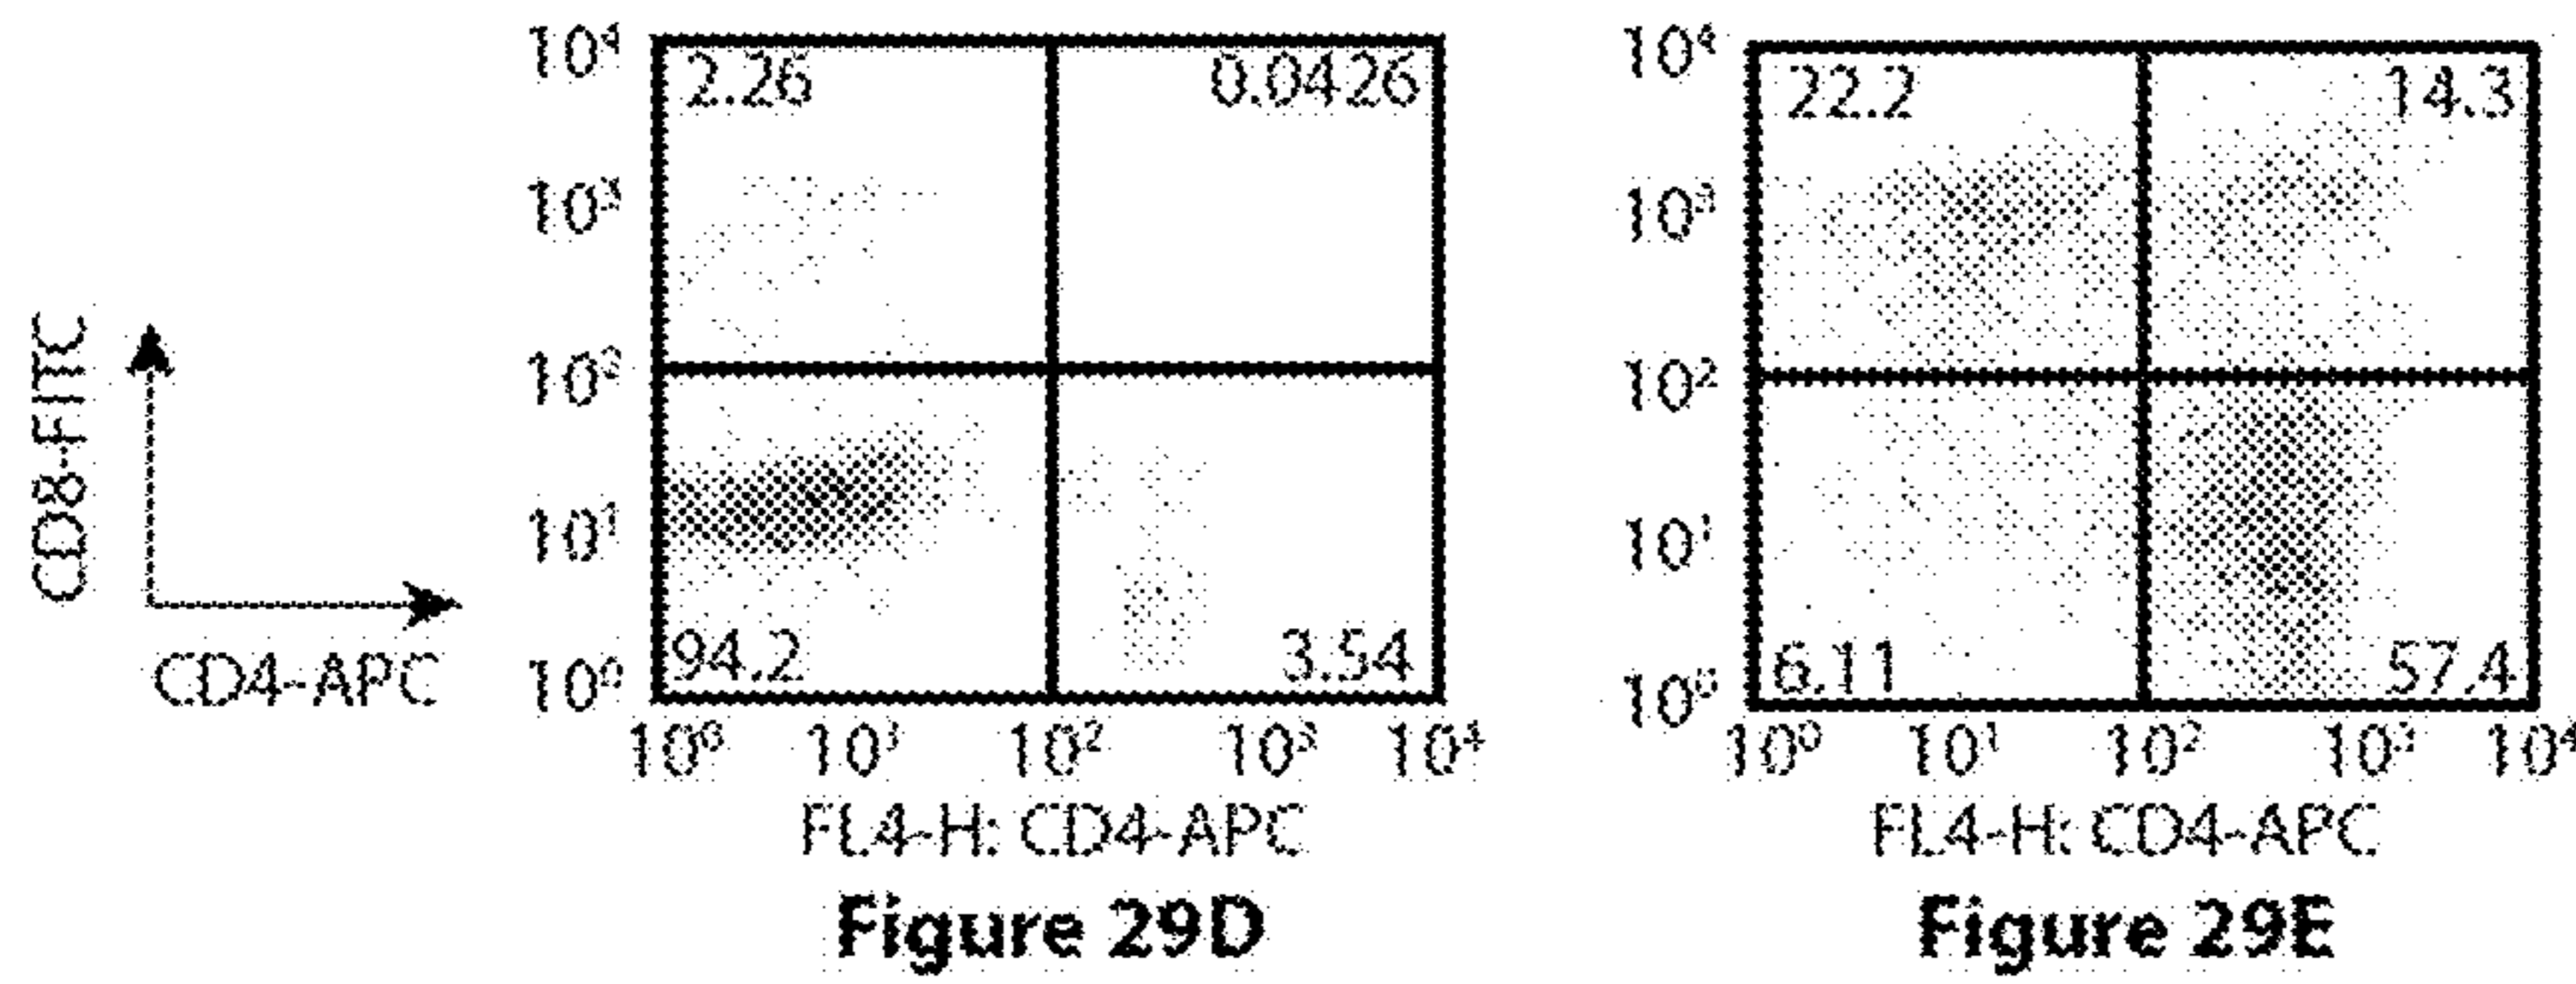 CD8-FITC
CD4-APC
10⁴
10³
10²
10¹
10⁰
2.26
0.0426
94.2
3.54
10⁰ 10¹ 10² 10³ 10⁴
FL4-H: CD4-APC
Figure 29D
10⁴
10³
10²
10¹
10⁰
22.2
14.3
6.11
57.4
10⁰ 10¹ 10² 10³ 10⁴
FL4-H: CD4-APC
Figure 29E